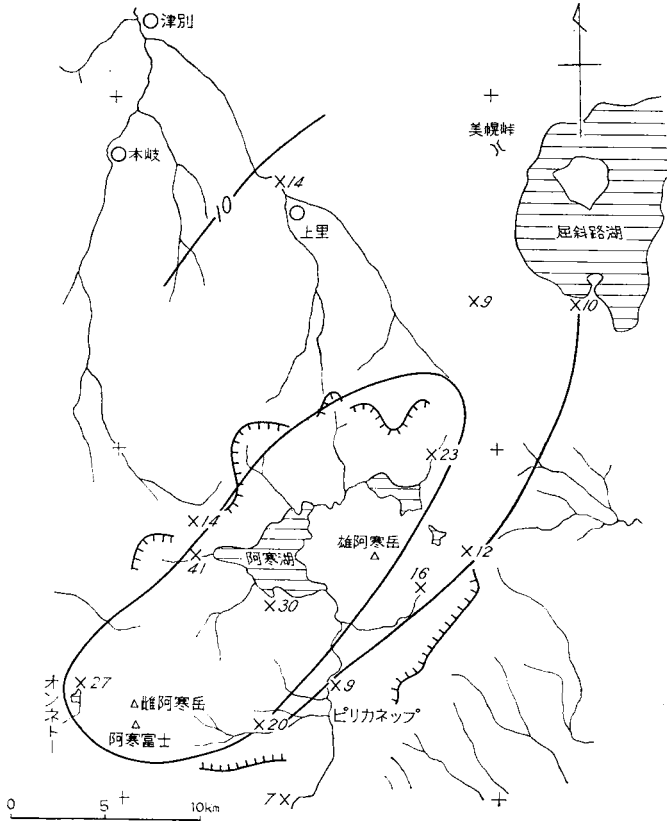 津別
美幌峠
本岐
×14
10
上里
屈斜路湖
×9
×10
×23
×14
×41
阿寒湖
雄阿寒岳
×12
16
×
×30
オンネトー
×27
雌阿寒岳
×9
阿寒富士
×20
ピリカネップ
7×
0 5 10km